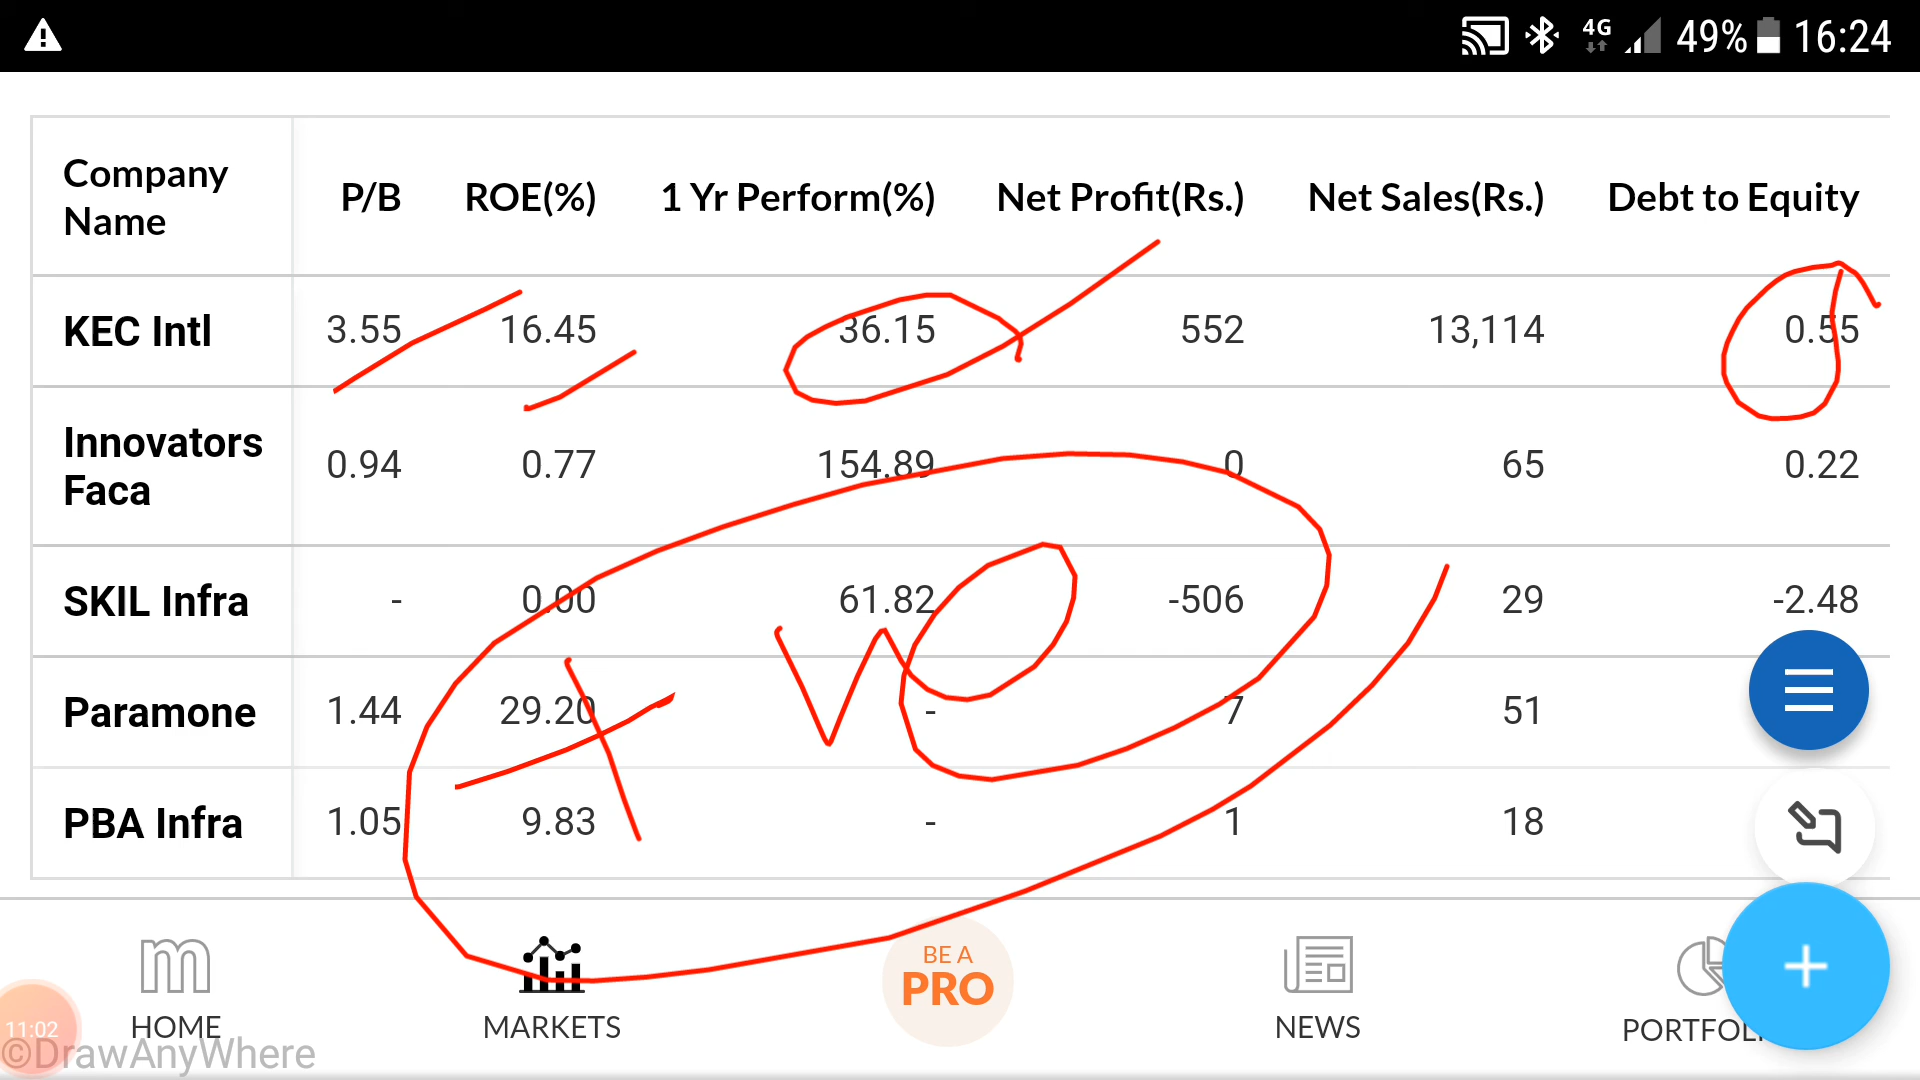 4G 49% 16:24
Company Name P/B ROE(%) 1 Yr Perform(%) Net Profit(Rs.) Net Sales(Rs.) Debt to Equity
KEC Intl 3.55 16.45 36.15 552 13,114 0.55
Innovators Faca 0.94 0.77 154.89 0 65 0.22
SKIL Infra - 0.00 61.82 -506 29 -2.48
Paramone 1.44 29.20 - 7 51
PBA Infra 1.05 9.83 - 1 18
+ve
m BE A
PRO
HOME MARKETS NEWS
11:02
©DrawAnyWhere